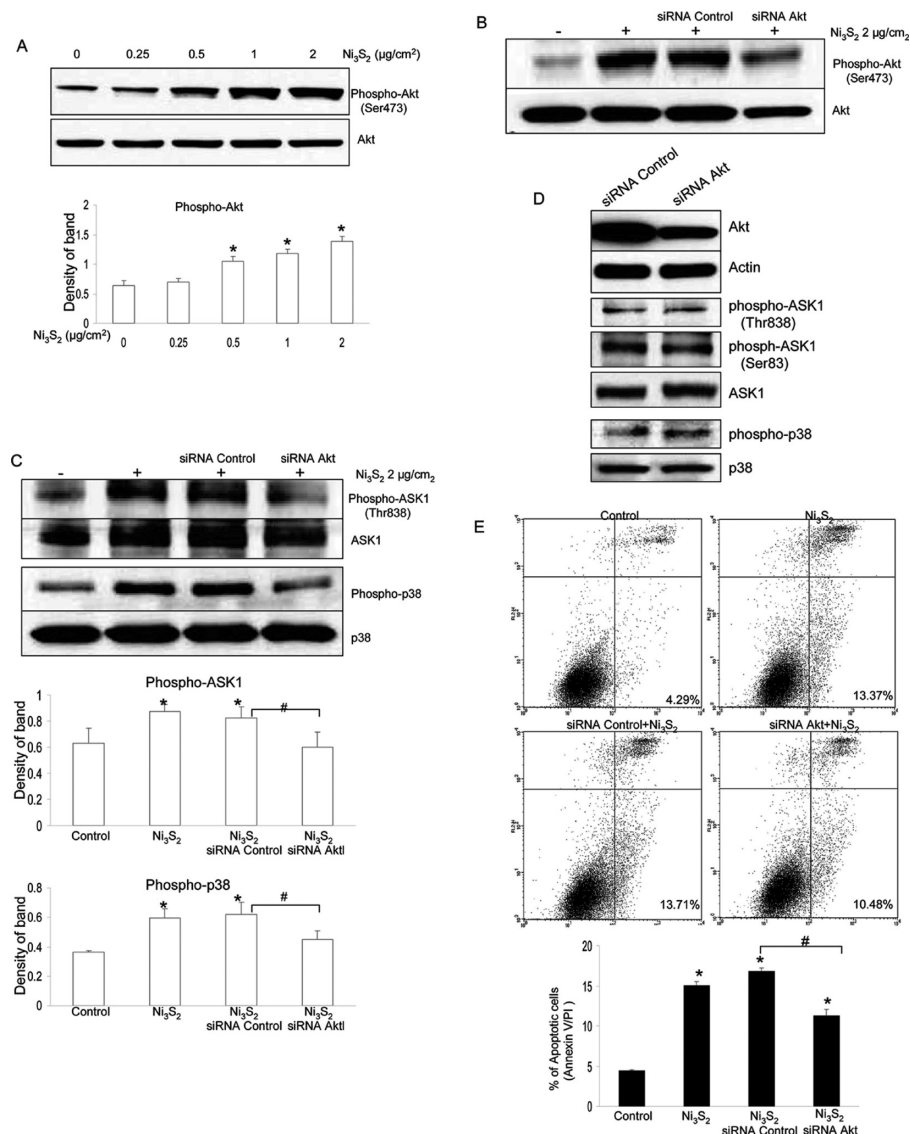 A
0 0.25 0.5 1 2 Ni3S2 (µg/cm2)
Phospho-Akt
(Ser473)
Akt
Phospho-Akt
Density of band
2
1.5
1
0.5
0
* * *
Ni3S2 (µg/cm2)
0 0.25 0.5 1 2
B
siRNA Control siRNA Akt
- + + + Ni3S2 2 µg/cm2
Phospho-Akt
(Ser473)
Akt
D
siRNA Control
siRNA Akt
Akt
Actin
phospho-ASK1
(Thr838)
phosph-ASK1
(Ser83)
ASK1
phospho-p38
p38
C
siRNA Control siRNA Akt
- + + + Ni3S2 2 µg/cm2
Phospho-ASK1
(Thr838)
ASK1
Phospho-p38
p38
Phospho-ASK1
Density of band
1
0.8
0.6
0.4
0.2
0
* * #
Control Ni3S2 Ni3S2 Ni3S2
siRNA Control siRNA Aktl
Phospho-p38
Density of band
0.8
0.6
0.4
0.2
0
* * #
Control Ni3S2 Ni3S2 Ni3S2
siRNA Control siRNA Aktl
E
Control Ni3S2
4.29% 13.37%
siRNA Control+Ni3S2 siRNA Akt+Ni3S2
13.71% 10.48%
% of Apoptotic cells
(Annexin V/PI )
20
15
10
5
0
* * * #
Control Ni3S2 Ni3S2 Ni3S2
siRNA Control siRNA Akt